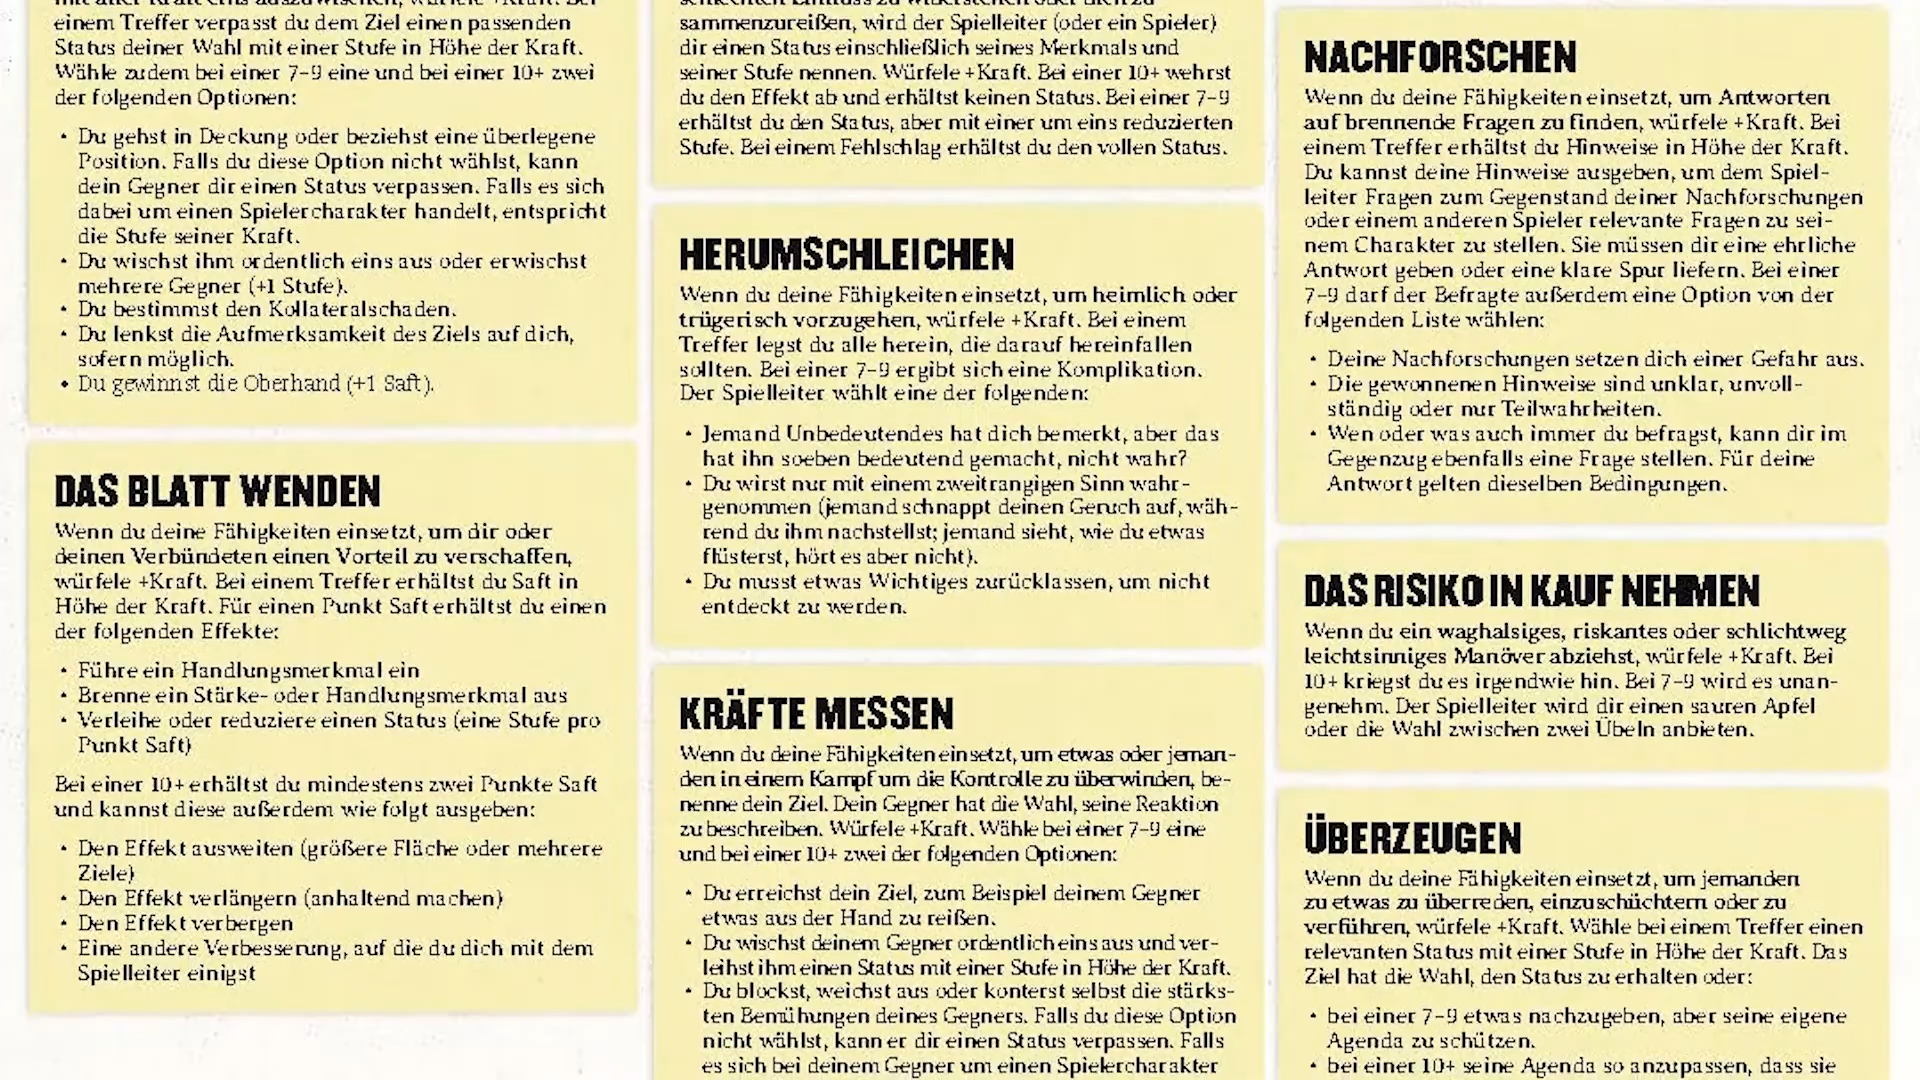 einem Treffer verpasst du dem Ziel einen passenden
Status deiner Wahl mit einer Stufe in Höhe der Kraft.
Wähle zudem bei einer 7–9 eine und bei einer 10+ zwei
der folgenden Optionen:
• Du gehst in Deckung oder beziehst eine überlegene
Position. Falls du diese Option nicht wählst, kann
dein Gegner dir einen Status verpassen. Falls es sich
dabei um einen Spielercharakter handelt, entspricht
die Stufe seiner Kraft.
• Du wischst ihm ordentlich eins aus oder erwischst
mehrere Gegner (+1 Stufe).
• Du bestimmst den Kollateralschaden.
• Du lenkst die Aufmerksamkeit des Ziels auf dich,
sofern möglich.
• Du gewinnst die Oberhand (+1 Saft).
DAS BLATT WENDEN
Wenn du deine Fähigkeiten einsetzt, um dir oder
deinen Verbündeten einen Vorteil zu verschaffen,
würfele +Kraft. Bei einem Treffer erhältst du Saft in
Höhe der Kraft. Für einen Punkt Saft erhältst du einen
der folgenden Effekte:
• Führe ein Handlungsmerkmal ein
• Brenne ein Stärke- oder Handlungsmerkmal aus
• Verleihe oder reduziere einen Status (eine Stufe pro
Punkt Saft)
Bei einer 10+ erhältst du mindestens zwei Punkte Saft
und kannst diese außerdem wie folgt ausgeben:
• Den Effekt ausweiten (größere Fläche oder mehrere
Ziele)
• Den Effekt verlängern (anhaltend machen)
• Den Effekt verbergen
• Eine andere Verbesserung, auf die du dich mit dem
Spielleiter einigst
sammenzureißen, wird der Spielleiter (oder ein Spieler)
dir einen Status einschließlich seines Merkmals und
seiner Stufe nennen. Würfele +Kraft. Bei einer 10+ wehrst
du den Effekt ab und erhältst keinen Status. Bei einer 7–9
erhältst du den Status, aber mit einer um eins reduzierten
Stufe. Bei einem Fehlschlag erhältst du den vollen Status.
HERUMSCHLEICHEN
Wenn du deine Fähigkeiten einsetzt, um heimlich oder
trügerisch vorzugehen, würfele +Kraft. Bei einem
Treffer legst du alle herein, die darauf hereinfallen
sollten. Bei einer 7–9 ergibt sich eine Komplikation.
Der Spielleiter wählt eine der folgenden:
• Jemand Unbedeutendes hat dich bemerkt, aber das
hat ihn soeben bedeutend gemacht, nicht wahr?
• Du wirst nur mit einem zweitrangigen Sinn wahr-
genommen (jemand schnappt deinen Geruch auf, wäh-
rend du ihm nachstellst; jemand sieht, wie du etwas
flüsterst, hört es aber nicht).
• Du musst etwas Wichtiges zurücklassen, um nicht
entdeckt zu werden.
KRÄFTE MESSEN
Wenn du deine Fähigkeiten einsetzt, um etwas oder jeman-
den in einem Kampf um die Kontrolle zu überwinden, be-
nenne dein Ziel. Dein Gegner hat die Wahl, seine Reaktion
zu beschreiben. Würfele +Kraft. Wähle bei einer 7–9 eine
und bei einer 10+ zwei der folgenden Optionen:
• Du erreichst dein Ziel, zum Beispiel deinem Gegner
etwas aus der Hand zu reißen.
• Du wischst deinem Gegner ordentlich eins aus und ver-
leihst ihm einen Status mit einer Stufe in Höhe der Kraft.
• Du blockst, weichst aus oder konterst selbst die stärks-
ten Bemühungen deines Gegners. Falls du diese Option
nicht wählst, kann er dir einen Status verpassen. Falls
es sich bei deinem Gegner um einen Spielercharakter
NACHFORSCHEN
Wenn du deine Fähigkeiten einsetzt, um Antworten
auf brennende Fragen zu finden, würfele +Kraft. Bei
einem Treffer erhältst du Hinweise in Höhe der Kraft.
Du kannst deine Hinweise ausgeben, um dem Spiel-
leiter Fragen zum Gegenstand deiner Nachforschungen
oder einem anderen Spieler relevante Fragen zu sei-
nem Charakter zu stellen. Sie müssen dir eine ehrliche
Antwort geben oder eine klare Spur liefern. Bei einer
7–9 darf der Befragte außerdem eine Option von der
folgenden Liste wählen:
• Deine Nachforschungen setzen dich einer Gefahr aus.
• Die gewonnenen Hinweise sind unklar, unvoll-
ständig oder nur Teilwahrheiten.
• Wen oder was auch immer du befragst, kann dir im
Gegenzug ebenfalls eine Frage stellen. Für deine
Antwort gelten dieselben Bedingungen.
DAS RISIKO IN KAUF NEHMEN
Wenn du ein waghalsiges, riskantes oder schlichtweg
leichtsinniges Manöver abziehst, würfele +Kraft. Bei
10+ kriegst du es irgendwie hin. Bei 7–9 wird es unan-
genehm. Der Spielleiter wird dir einen sauren Apfel
oder die Wahl zwischen zwei Übeln anbieten.
ÜBERZEUGEN
Wenn du deine Fähigkeiten einsetzt, um jemanden
zu etwas zu überreden, einzuschüchtern oder zu
verführen, würfele +Kraft. Wähle bei einem Treffer einen
relevanten Status mit einer Stufe in Höhe der Kraft. Das
Ziel hat die Wahl, den Status zu erhalten oder:
• bei einer 7–9 etwas nachzugeben, aber seine eigene
Agenda zu schützen.
• bei einer 10+ seine Agenda so anzupassen, dass sie